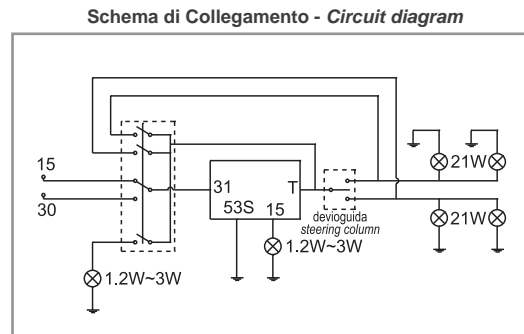 Schema di Collegamento - Circuit diagram
15
30
31
T
53S
15
devioguida
steering column
1.2W~3W
1.2W~3W
21W
21W